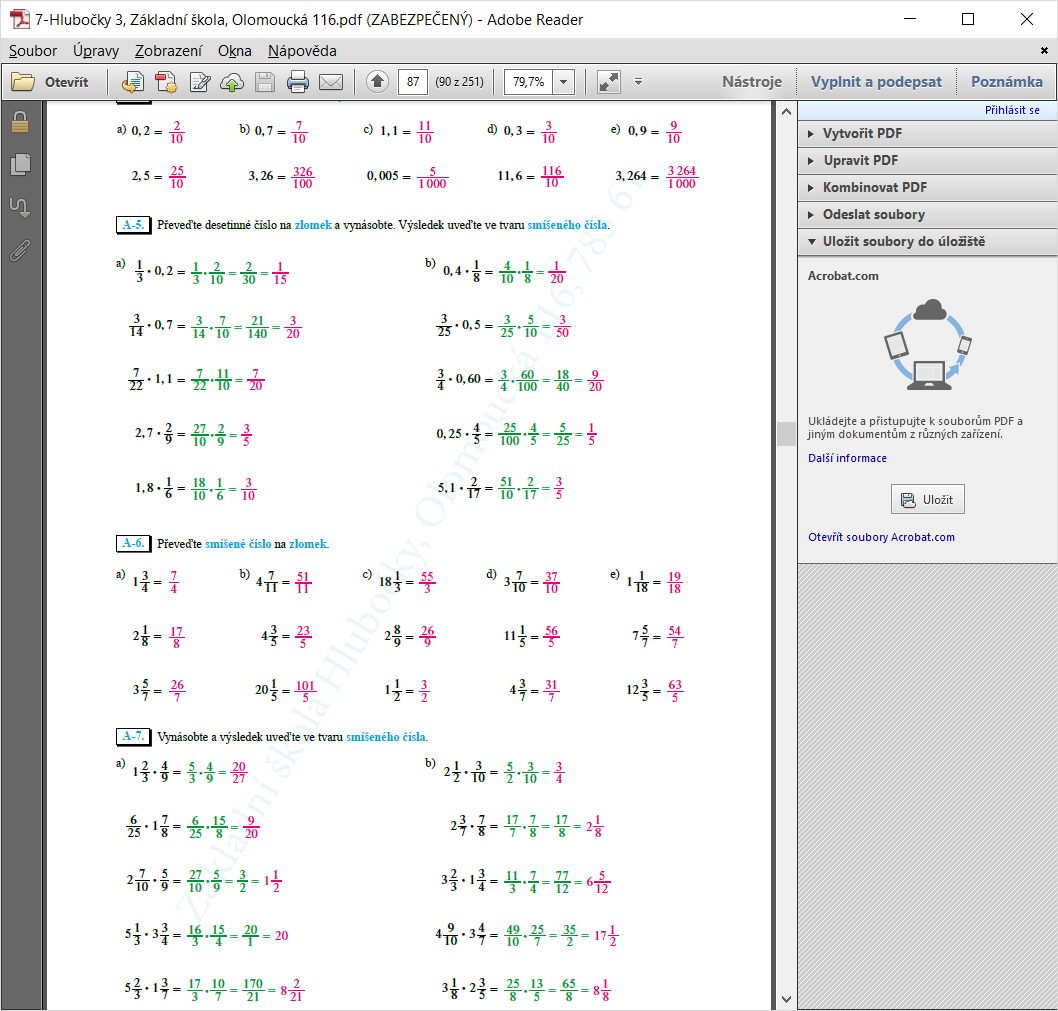 7-Hlubočky 3, Základní škola, Olomoucká 116.pdf (ZABEZPEČENÝ) - Adobe Reader
Soubor Úpravy Zobrazení Okna Nápověda
Otevřít 87 (90 z 251) 79,7% Nástroje Vyplnit a podepsat Poznámka
Přihlásit se
Vytvořit PDF
Upravit PDF
Kombinovat PDF
Odeslat soubory
Uložit soubory do úložiště
Acrobat.com
Ukládejte a přistupujte k souborům PDF a
jiným dokumentům z různých zařízení.
Další informace
Uložit
Otevřít soubory Acrobat.com
a) 0,2 = 2/10 b) 0,7 = 7/10 c) 1,1 = 11/10 d) 0,3 = 3/10 e) 0,9 = 9/10
2,5 = 25/10 3,26 = 326/100 0,005 = 5/1 000 11,6 = 116/10 3,264 = 3 264/1 000
A-5. Převeďte desetinné číslo na zlomek a vynásobte. Výsledek uveďte ve tvaru smíšeného čísla.
a) 1/3 · 0,2 = 1/3 · 2/10 = 2/30 = 1/15 b) 0,4 · 1/8 = 4/10 · 1/8 = 1/20
3/14 · 0,7 = 3/14 · 7/10 = 21/140 = 3/20 3/25 · 0,5 = 3/25 · 5/10 = 3/50
7/22 · 1,1 = 7/22 · 11/10 = 7/20 3/4 · 0,60 = 3/4 · 60/100 = 18/40 = 9/20
2,7 · 2/9 = 27/10 · 2/9 = 3/5 0,25 · 4/5 = 25/100 · 4/5 = 5/25 = 1/5
1,8 · 1/6 = 18/10 · 1/6 = 3/10 5,1 · 2/17 = 51/10 · 2/17 = 3/5
A-6. Převeďte smíšené číslo na zlomek.
a) 1 3/4 = 7/4 b) 4 7/11 = 51/11 c) 18 1/3 = 55/3 d) 3 7/10 = 37/10 e) 1 1/18 = 19/18
2 1/8 = 17/8 4 3/5 = 23/5 2 8/9 = 26/9 11 1/5 = 56/5 7 5/7 = 54/7
3 5/7 = 26/7 20 1/5 = 101/5 1 1/2 = 3/2 4 3/7 = 31/7 12 3/5 = 63/5
A-7. Vynásobte a výsledek uveďte ve tvaru smíšeného čísla.
a) 1 2/3 · 4/9 = 5/3 · 4/9 = 20/27 b) 2 1/2 · 3/10 = 5/2 · 3/10 = 3/4
6/25 · 1 7/8 = 6/25 · 15/8 = 9/20 2 3/7 · 7/8 = 17/7 · 7/8 = 17/8 = 2 1/8
2 7/10 · 5/9 = 27/10 · 5/9 = 3/2 = 1 1/2 3 2/3 · 1 3/4 = 11/3 · 7/4 = 77/12 = 6 5/12
5 1/3 · 3 3/4 = 16/3 · 15/4 = 20/1 = 20 4 9/10 · 3 4/7 = 49/10 · 25/7 = 35/2 = 17 1/2
5 2/3 · 1 3/7 = 17/3 · 10/7 = 170/21 = 8 2/21 3 1/8 · 2 3/5 = 25/8 · 13/5 = 65/8 = 8 1/8
Základní škola Hlubočky, Olomoucká 116, 783 6